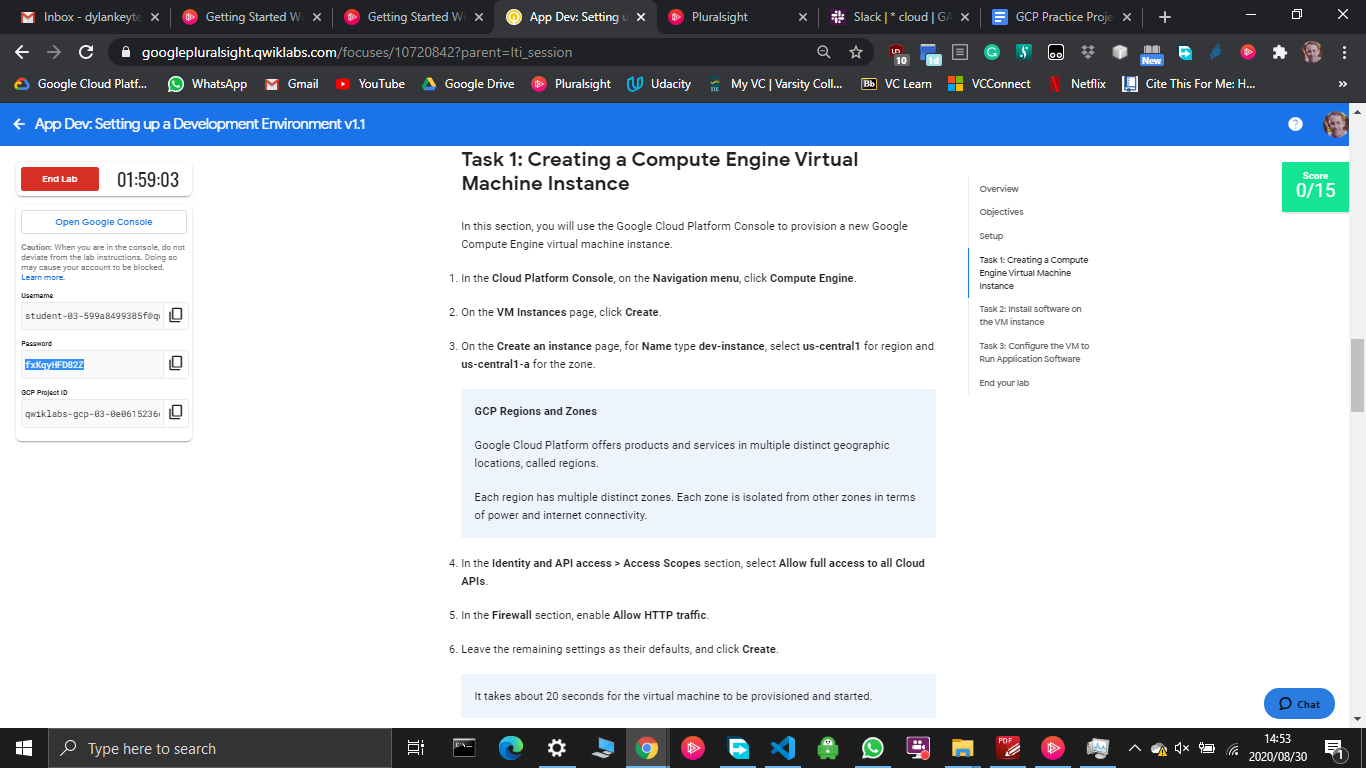 Inbox - dylankeyte
Getting Started Wi
Getting Started Wi
App Dev: Setting u
Pluralsight
Slack | * cloud | GA
GCP Practice Proje
googlepluralsight.qwiklabs.com/focuses/10720842?parent=lti_session
10
1d
New
Google Cloud Platf...
WhatsApp
Gmail
YouTube
Google Drive
Pluralsight
Udacity
My VC | Varsity Coll...
Bb
VC Learn
VCConnect
Netflix
Cite This For Me: H...
»
App Dev: Setting up a Development Environment v1.1
?
End Lab
01:59:03
Open Google Console
Caution: When you are in the console, do not
deviate from the lab instructions. Doing so
may cause your account to be blocked.
Learn more.
Username
student-03-599a8499385f@q
Password
fxKqyHFD82Z
GCP Project ID
qwiklabs-gcp-03-0e0615236
Task 1: Creating a Compute Engine Virtual
Machine Instance
In this section, you will use the Google Cloud Platform Console to provision a new Google
Compute Engine virtual machine instance.
1. In the Cloud Platform Console, on the Navigation menu, click Compute Engine.
2. On the VM Instances page, click Create.
3. On the Create an instance page, for Name type dev-instance, select us-central1 for region and
us-central1-a for the zone.
GCP Regions and Zones
Google Cloud Platform offers products and services in multiple distinct geographic
locations, called regions.
Each region has multiple distinct zones. Each zone is isolated from other zones in terms
of power and internet connectivity.
4. In the Identity and API access > Access Scopes section, select Allow full access to all Cloud
APIs.
5. In the Firewall section, enable Allow HTTP traffic.
6. Leave the remaining settings as their defaults, and click Create.
It takes about 20 seconds for the virtual machine to be provisioned and started.
Overview
Objectives
Setup
Task 1: Creating a Compute
Engine Virtual Machine
Instance
Task 2: Install software on
the VM instance
Task 3: Configure the VM to
Run Application Software
End your lab
Score
0/15
Chat
Type here to search
PDF
14:53
2020/08/30
1